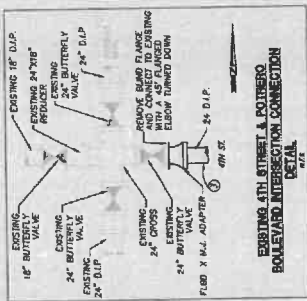 EXISTING 18" D.I.P.
EXISTING 24"X18"
REDUCER
EXISTING
24" BUTTERFLY
VALVE
24" D.I.P
REMOVE BLIND FLANGE
AND CONNECT TO EXISTING
WITH A 45° FLANGED
ELBOW TURNED DOWN
24 D.I.P.
4TH ST.
EXISTING
18" BUTTERFLY
VALVE
EXISTING
24" BUTTERFLY
VALVE
EXISTING
24" D.I.P
EXISTING
24" CROSS
EXISTING
24" BUTTERFLY
VALVE
FLGD X M.J. ADAPTER
EXISTING 4TH STREET & POTRERO
BOULEVARD INTERSECTION CONNECTION
DETAIL
N.T.S.